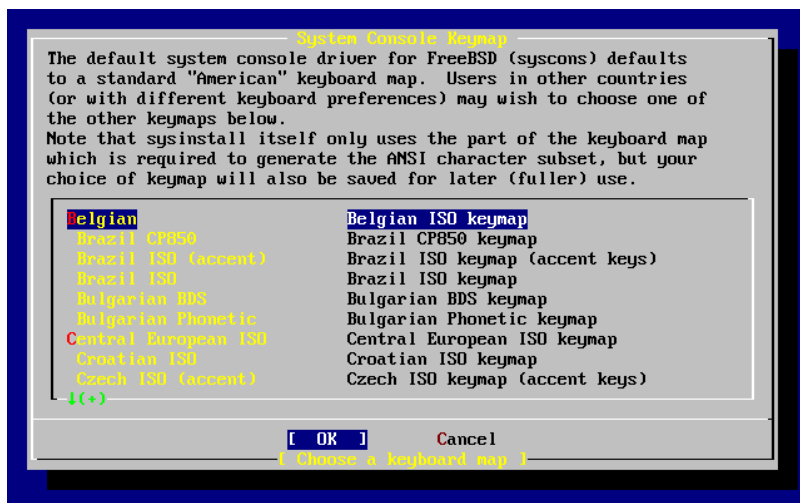 System Console Keymap
The default system console driver for FreeBSD (syscons) defaults
to a standard "American" keyboard map.  Users in other countries
(or with different keyboard preferences) may wish to choose one of
the other keymaps below.
Note that sysinstall itself only uses the part of the keyboard map
which is required to generate the ANSI character subset, but your
choice of keymap will also be saved for later (fuller) use.
Belgian Belgian ISO keymap
Brazil CP850 Brazil CP850 keymap
Brazil ISO (accent) Brazil ISO keymap (accent keys)
Brazil ISO Brazil ISO keymap
Bulgarian BDS Bulgarian BDS keymap
Bulgarian Phonetic Bulgarian Phonetic keymap
Central European ISO Central European ISO keymap
Croatian ISO Croatian ISO keymap
Czech ISO (accent) Czech ISO keymap (accent keys)
↓(+)
[ OK ] Cancel
[ Choose a keyboard map ]